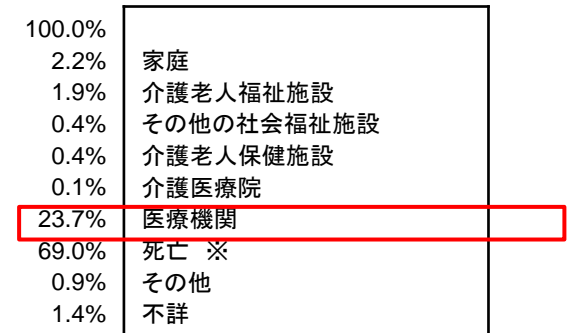 100.0%
2.2% 家庭
1.9% 介護老人福祉施設
0.4% その他の社会福祉施設
0.4% 介護老人保健施設
0.1% 介護医療院
23.7% 医療機関
69.0% 死亡 ※
0.9% その他
1.4% 不詳